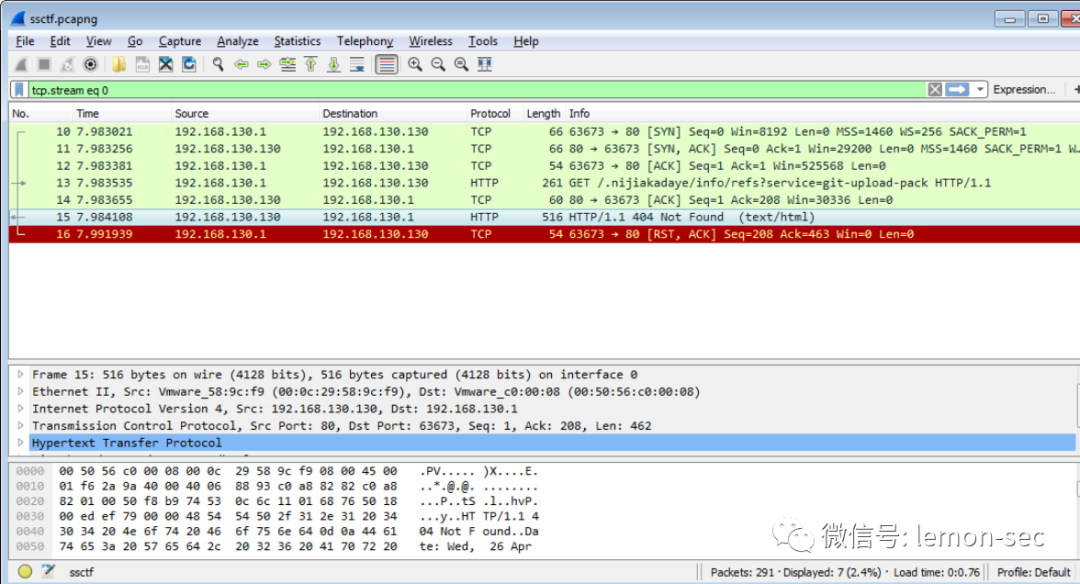 ssctf.pcapng
File Edit View Go Capture Analyze Statistics Telephony Wireless Tools Help
tcp.stream eq 0 Expression... +
No. Time Source Destination Protocol Length Info
10 7.983021 192.168.130.1 192.168.130.130 TCP 66 63673 → 80 [SYN] Seq=0 Win=8192 Len=0 MSS=1460 WS=256 SACK_PERM=1
11 7.983256 192.168.130.130 192.168.130.1 TCP 66 80 → 63673 [SYN, ACK] Seq=0 Ack=1 Win=29200 Len=0 MSS=1460 SACK_PERM=1 W…
12 7.983381 192.168.130.1 192.168.130.130 TCP 54 63673 → 80 [ACK] Seq=1 Ack=1 Win=525568 Len=0
13 7.983535 192.168.130.1 192.168.130.130 HTTP 261 GET /.nijiakadaye/info/refs?service=git-upload-pack HTTP/1.1
14 7.983655 192.168.130.130 192.168.130.1 TCP 60 80 → 63673 [ACK] Seq=1 Ack=208 Win=30336 Len=0
15 7.984108 192.168.130.130 192.168.130.1 HTTP 516 HTTP/1.1 404 Not Found (text/html)
16 7.991939 192.168.130.1 192.168.130.130 TCP 54 63673 → 80 [RST, ACK] Seq=208 Ack=463 Win=0 Len=0
Frame 15: 516 bytes on wire (4128 bits), 516 bytes captured (4128 bits) on interface 0
Ethernet II, Src: Vmware_58:9c:f9 (00:0c:29:58:9c:f9), Dst: Vmware_c0:00:08 (00:50:56:c0:00:08)
Internet Protocol Version 4, Src: 192.168.130.130, Dst: 192.168.130.1
Transmission Control Protocol, Src Port: 80, Dst Port: 63673, Seq: 1, Ack: 208, Len: 462
Hypertext Transfer Protocol
0000 00 50 56 c0 00 08 00 0c 29 58 9c f9 08 00 45 00 .PV..... )X....E.
0010 01 f6 2a 9a 40 00 40 06 88 93 c0 a8 82 82 c0 a8 ..*.@.@. ........
0020 82 01 00 50 f8 b9 74 53 0c 6c 11 01 68 76 50 18 ...P..tS .l..hvP.
0030 00 ed ef 79 00 00 48 54 54 50 2f 31 2e 31 20 34 ...y..HT TP/1.1 4
0040 30 34 20 4e 6f 74 20 46 6f 75 6e 64 0d 0a 44 61 04 Not F ound..Da
0050 74 65 3a 20 57 65 64 2c 20 32 36 20 41 70 72 20 te: Wed, 26 Apr
微信号: lemon-sec
ssctf Packets: 291 · Displayed: 7 (2.4%) · Load time: 0:0.76 Profile: Default